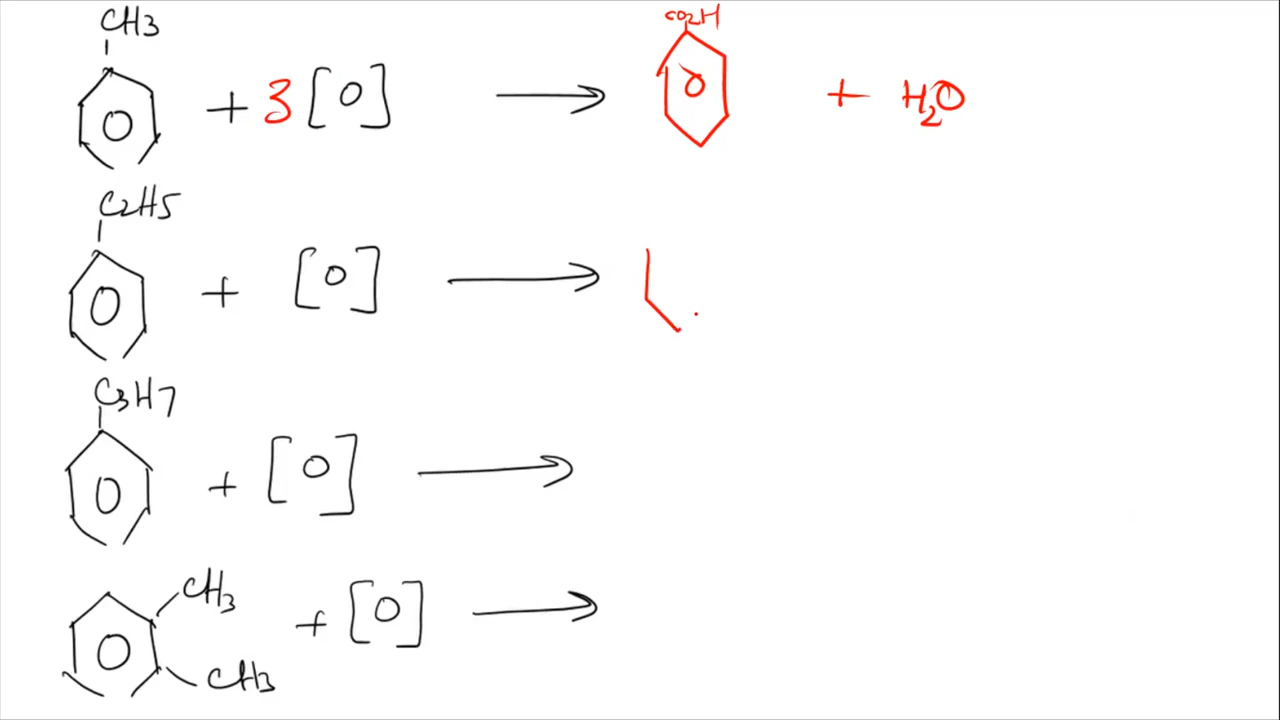 CH3
CO2H
O + 3 [O] ⟶ O + H2O
C2H5
O + [O] ⟶
C3H7
O + [O] ⟶
CH3
O + [O] ⟶
CH3